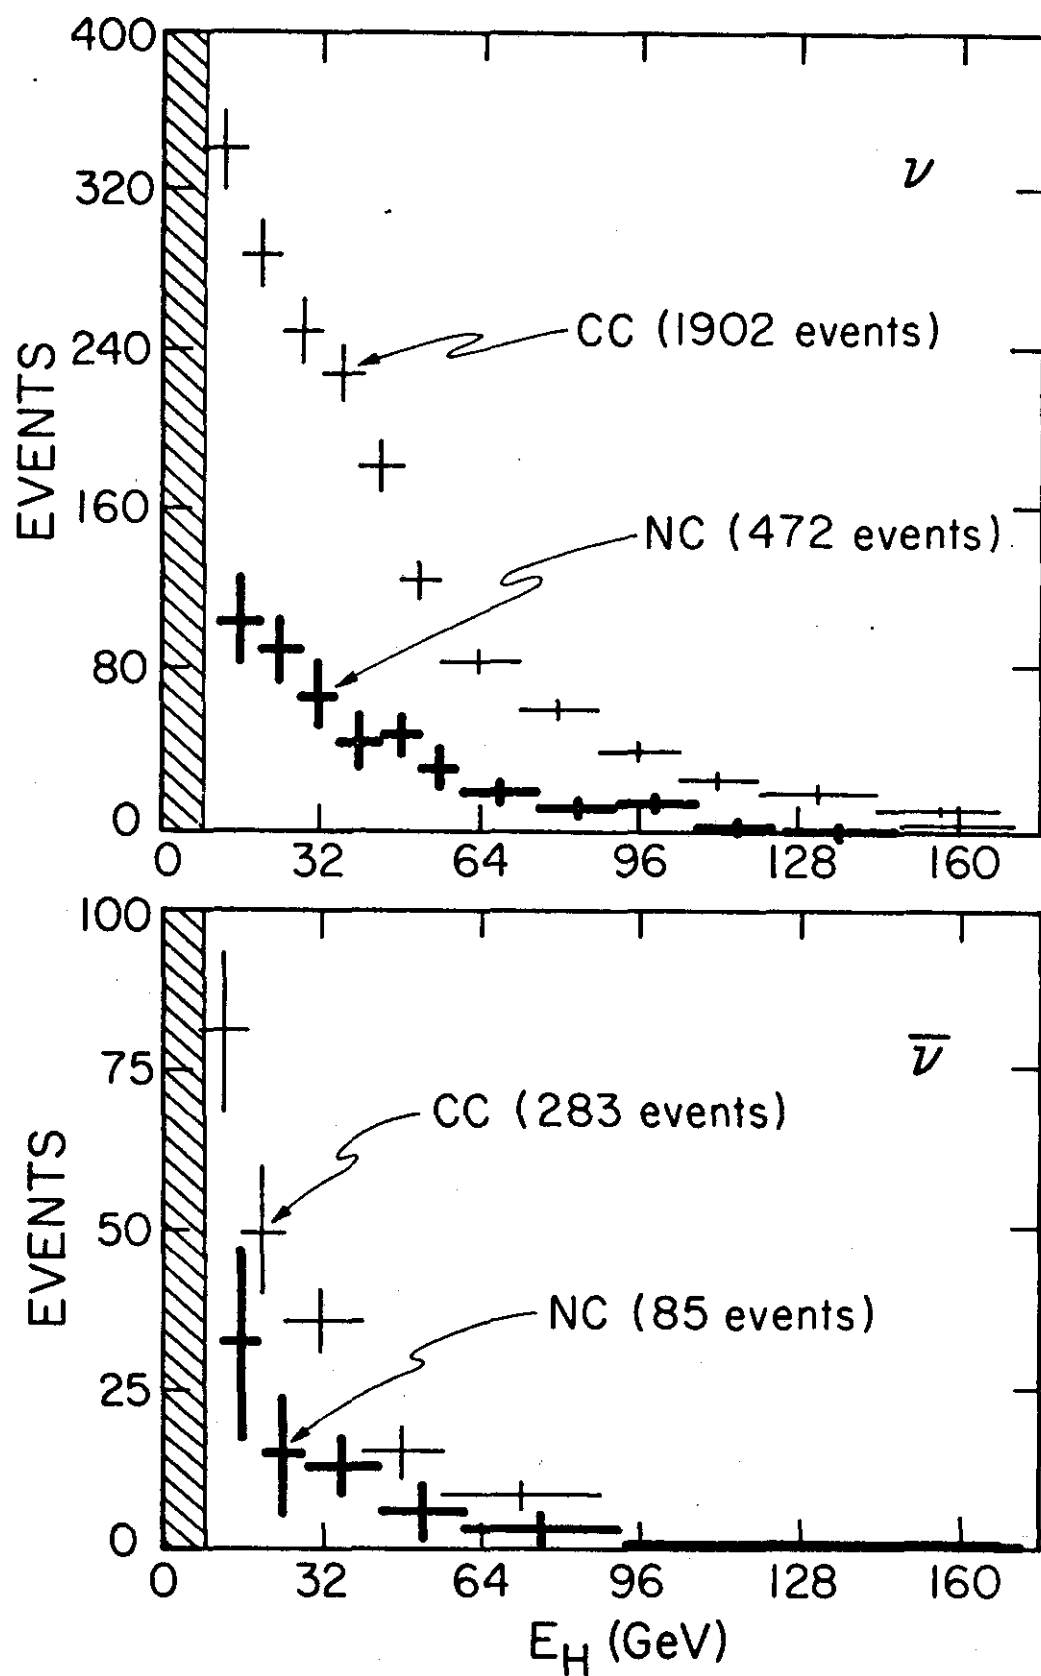 400
320
240
160
80
0
EVENTS
ν
CC (1902 events)
NC (472 events)
0 32 64 96 128 160
100
75
50
25
0
EVENTS
ν̅
CC (283 events)
NC (85 events)
0 32 64 96 128 160
E_H (GeV)